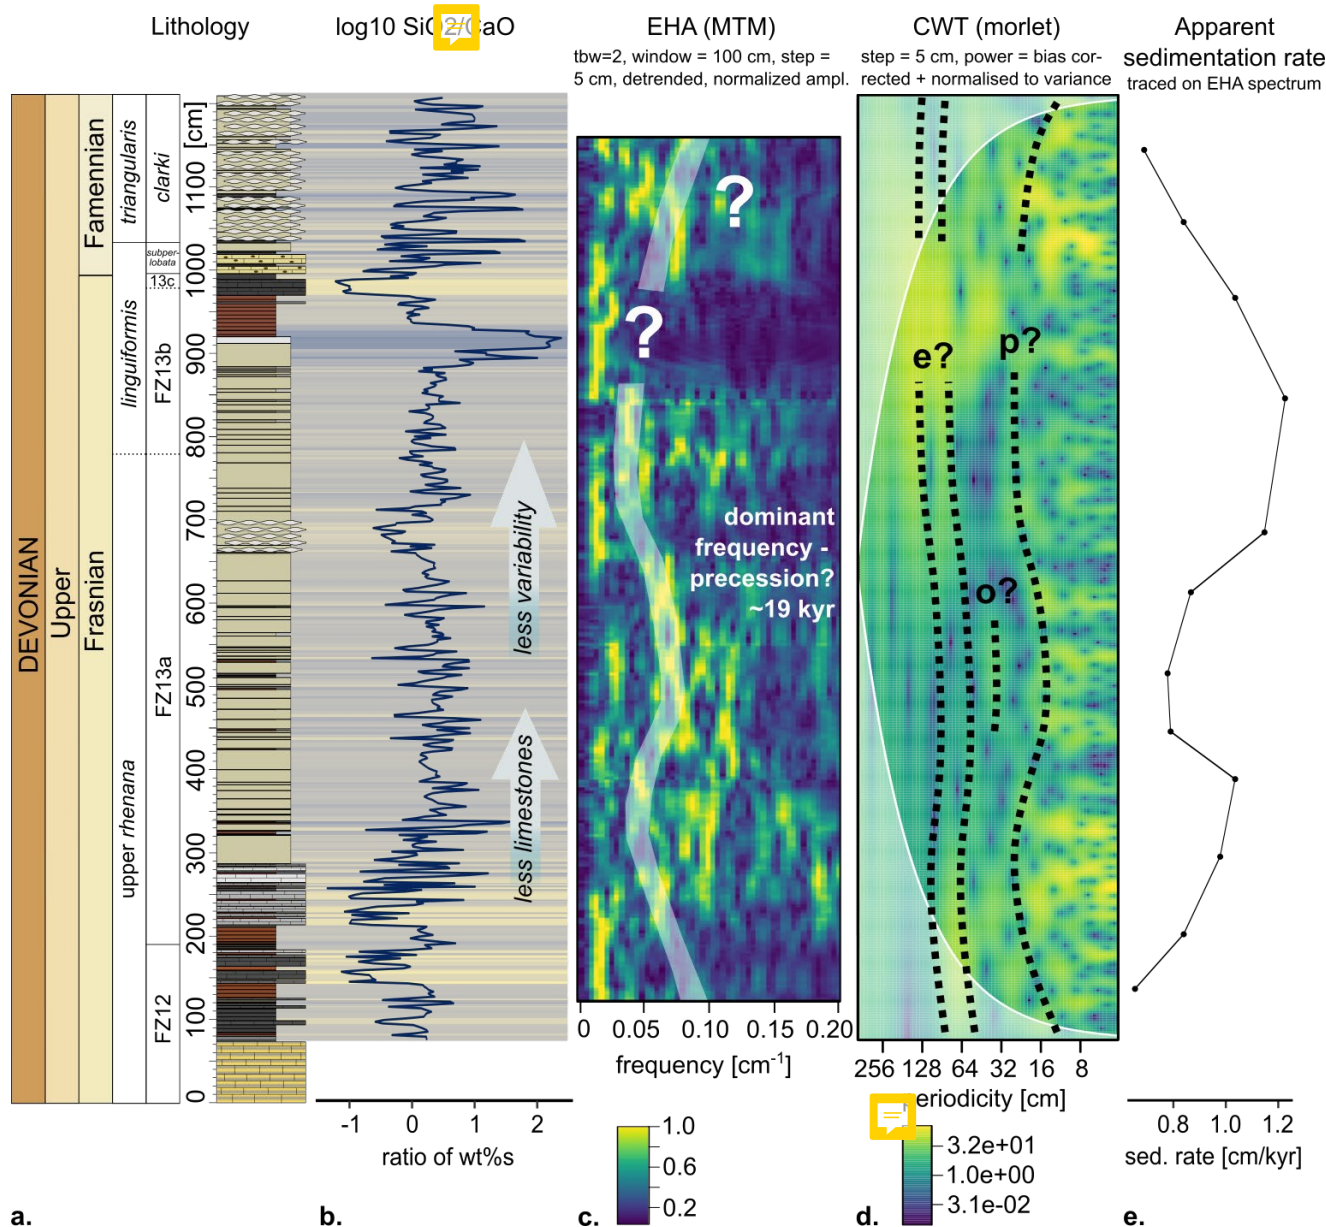 Lithology
log10 SiO2/CaO
EHA (MTM)
tbw=2, window = 100 cm, step =
5 cm, detrended, normalized ampl.
CWT (morlet)
step = 5 cm, power = bias cor-
rected + normalised to variance
Apparent
sedimentation rate
traced on EHA spectrum
DEVONIAN
Upper
Famennian
Frasnian
triangularis
linguiformis
upper rhenana
clarki
subper-
lobata
13c
FZ13b
FZ13a
FZ12
[cm]
1100
1000
900
800
700
600
500
400
300
200
100
0
less variability
less limestones
?
?
dominant
frequency -
precession?
~19 kyr
e?
p?
o?
-1 0 1 2
ratio of wt%s
0 0.05 0.10 0.15 0.20
frequency [cm-1]
1.0
0.6
0.2
256 128 64 32 16 8
periodicity [cm]
3.2e+01
1.0e+00
3.1e-02
0.8 1.0 1.2
sed. rate [cm/kyr]
a.
b.
c.
d.
e.